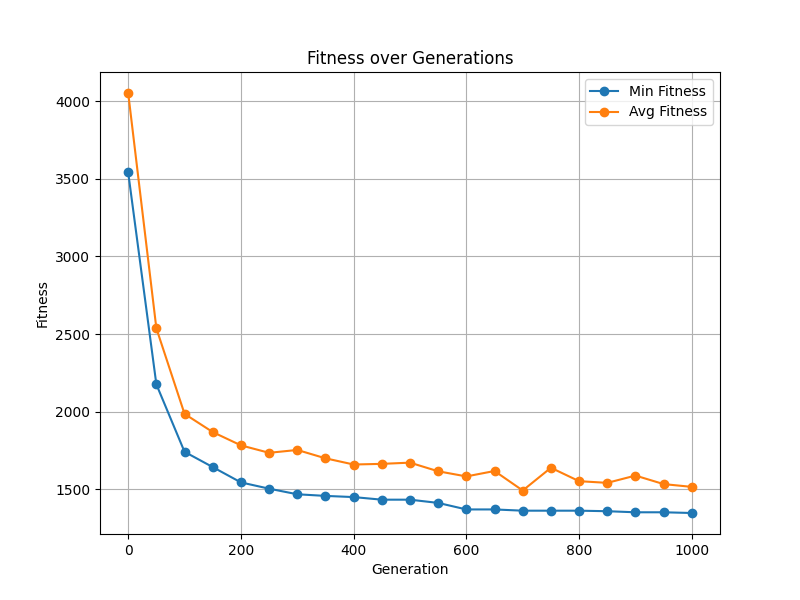 Fitness over Generations
Min Fitness
Avg Fitness
4000
3500
3000
2500
2000
1500
Fitness
0 200 400 600 800 1000
Generation